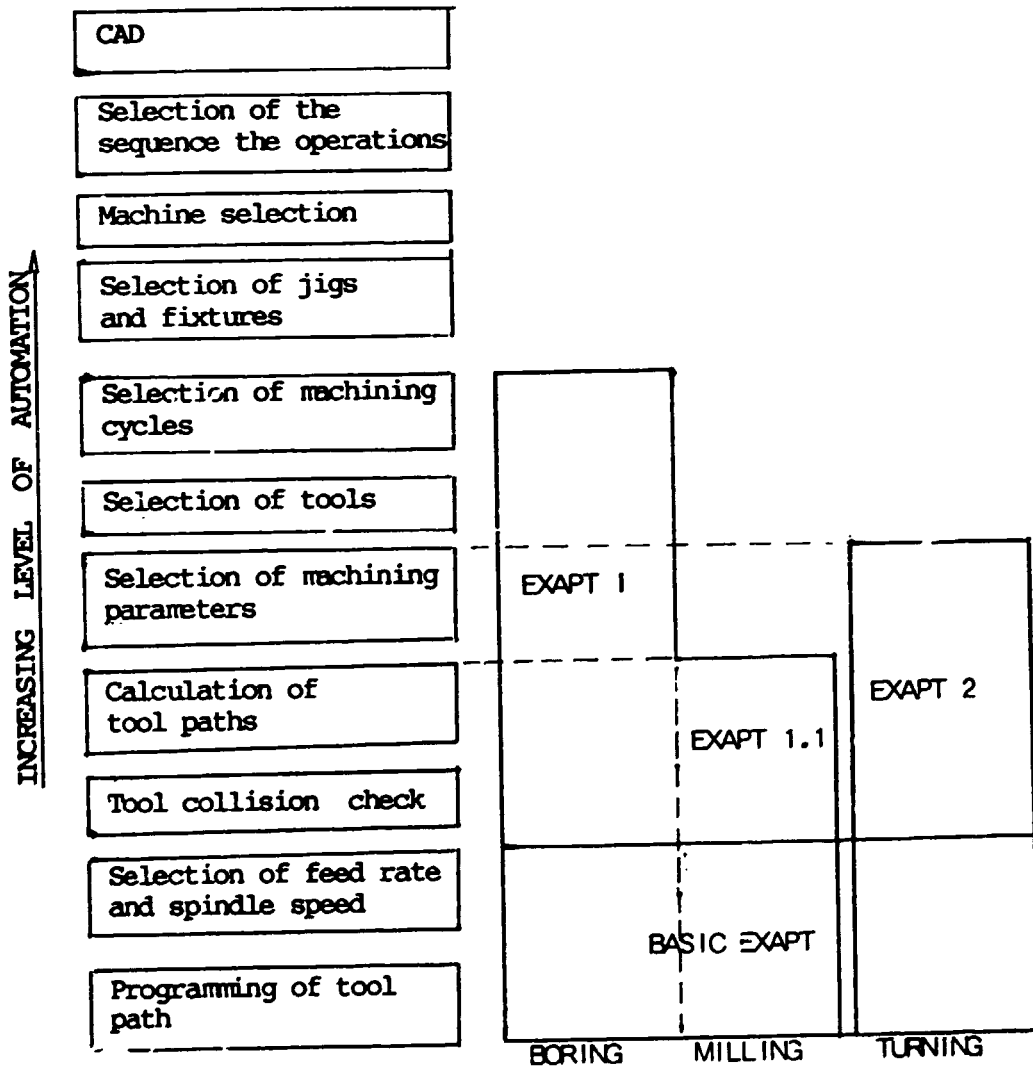 CAD
Selection of the
sequence the operations
Machine selection
Selection of jigs
and fixtures
Selection of machining
cycles
Selection of tools
Selection of machining
parameters
Calculation of
tool paths
Tool collision check
Selection of feed rate
and spindle speed
Programming of tool
path
INCREASING LEVEL OF AUTOMATION
EXAPT I
EXAPT 1.1
EXAPT 2
BASIC EXAPT
BORING MILLING TURNING